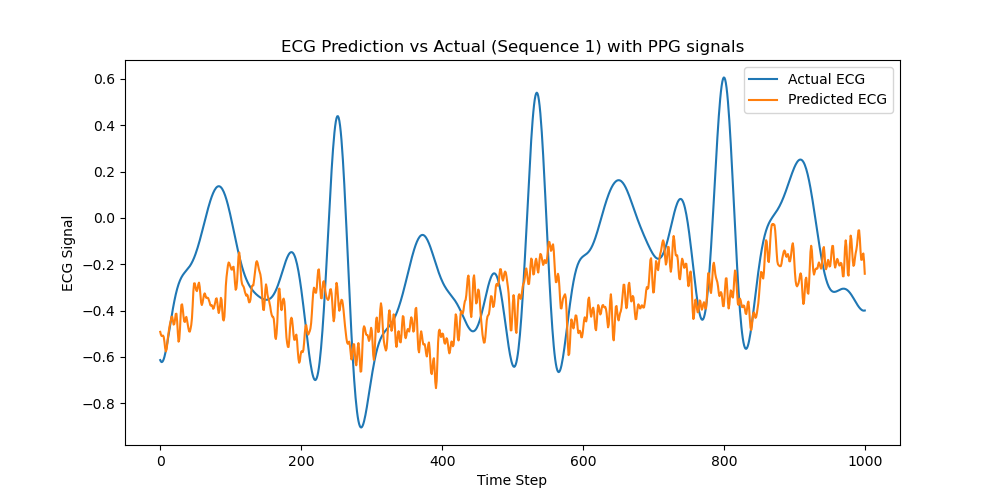 ECG Prediction vs Actual (Sequence 1) with PPG signals
Actual ECG
Predicted ECG
ECG Signal
0.6
0.4
0.2
0.0
−0.2
−0.4
−0.6
−0.8
0 200 400 600 800 1000
Time Step